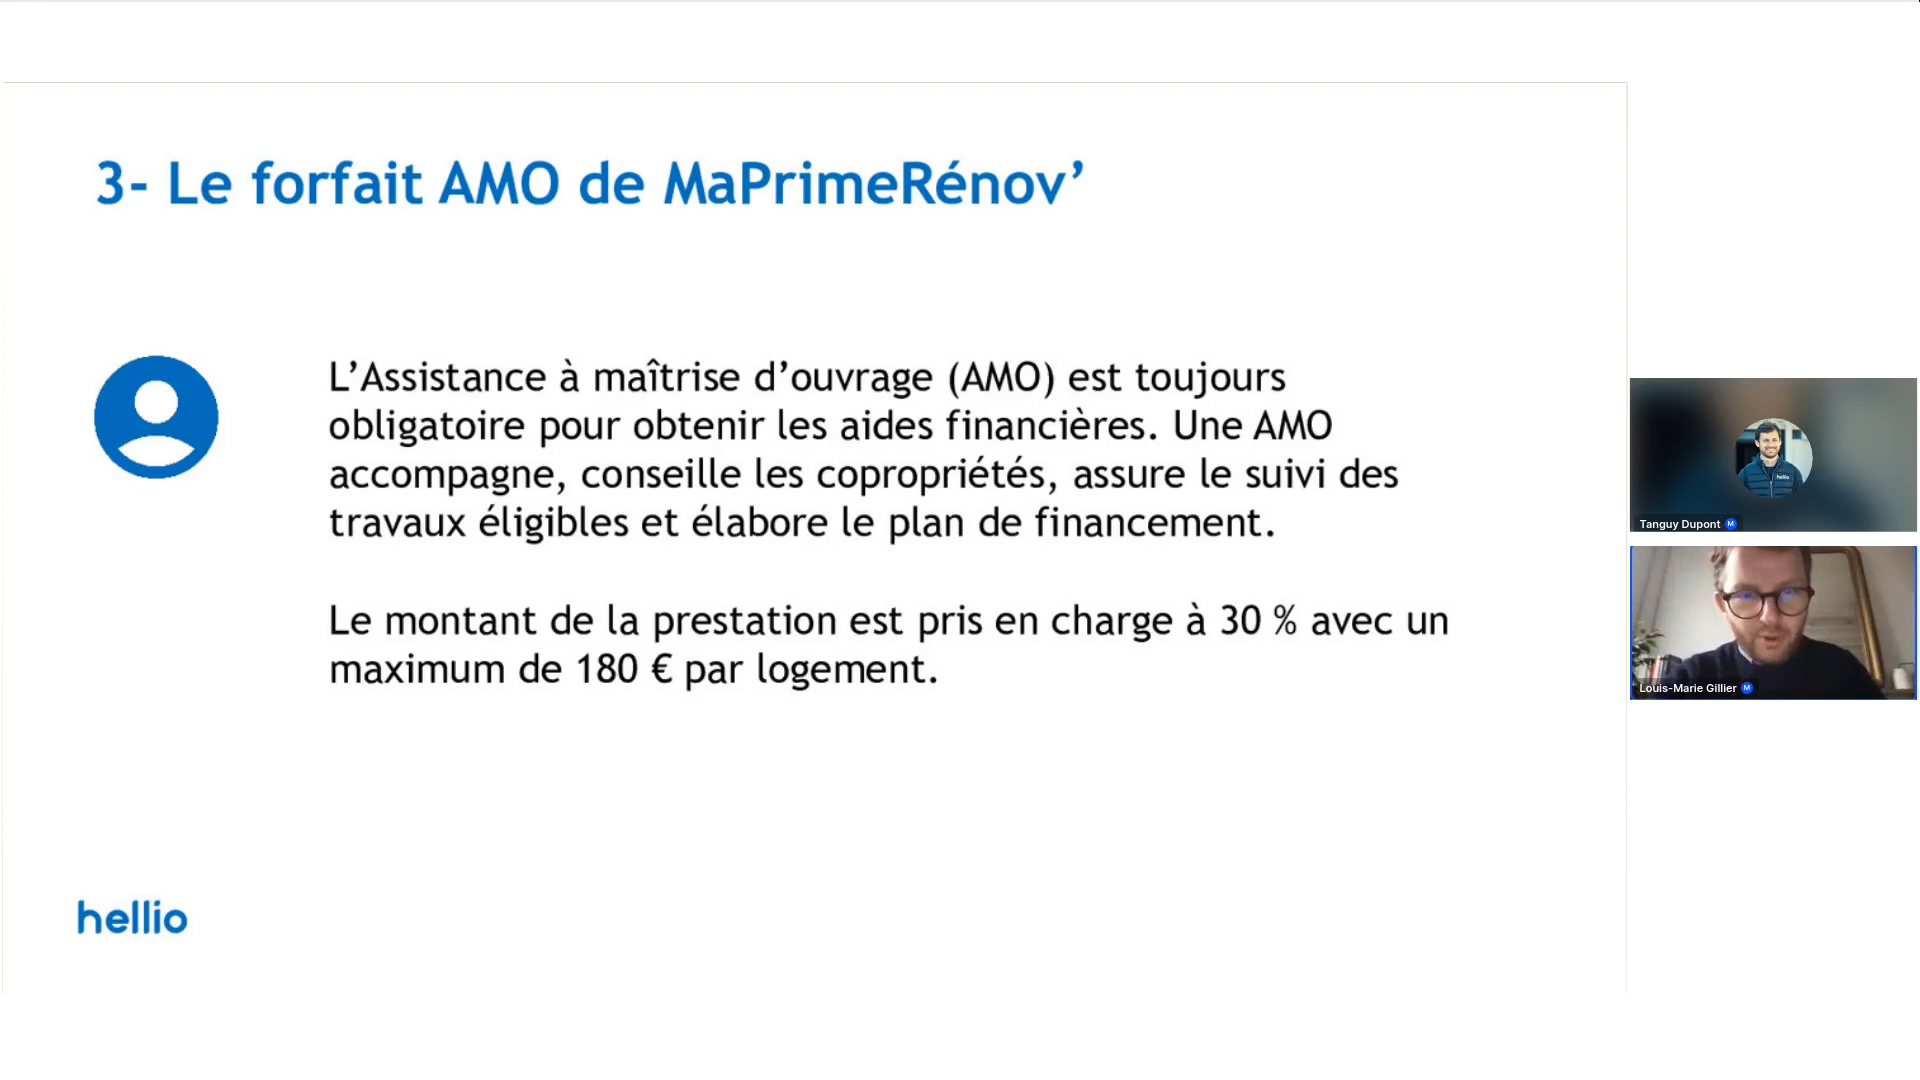 3- Le forfait AMO de MaPrimeRénov’
L’Assistance à maîtrise d’ouvrage (AMO) est toujours
obligatoire pour obtenir les aides financières. Une AMO
accompagne, conseille les copropriétés, assure le suivi des
travaux éligibles et élabore le plan de financement.
Le montant de la prestation est pris en charge à 30 % avec un
maximum de 180 € par logement.
hellio
hellio
Tanguy Dupont M
Louis-Marie Gillier M